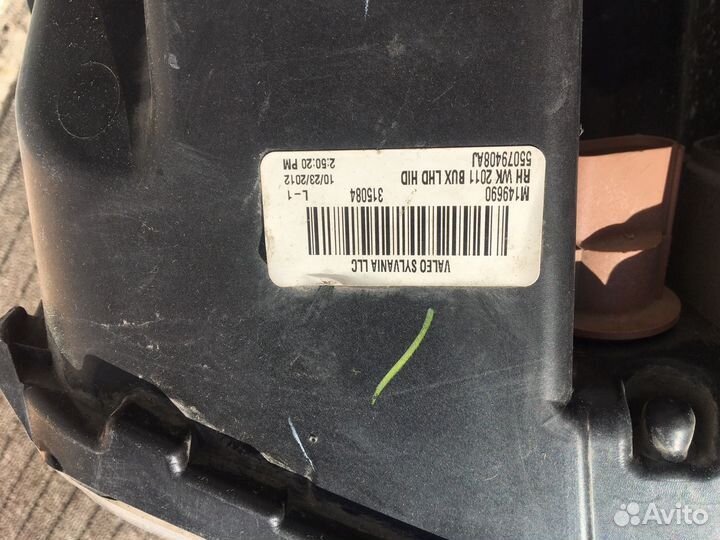 VALEO SYLVANIA LLC
M149690 315084 L-1
RH WK 2011 BUX LHD HID 10/23/2012
55079408AJ 2:50:20 PM
Avito